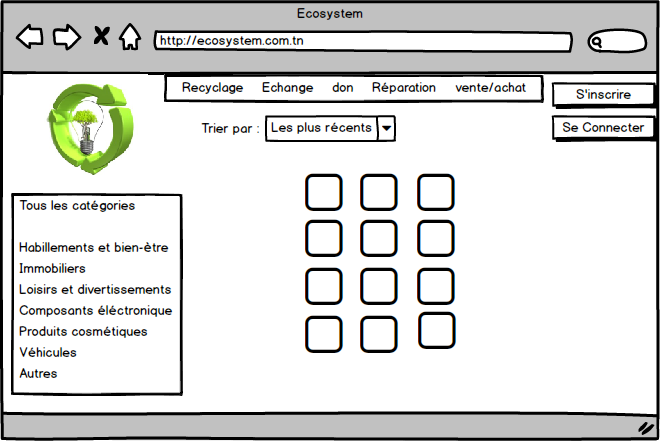 Ecosystem
http://ecosystem.com.tn
Recyclage Echange don Réparation vente/achat
S'inscrire
Trier par : Les plus récents
Se Connecter
Tous les catégories
Habillements et bien-ètre
Immobiliers
Loisirs et divertissements
Composants éléctronique
Produits cosmétiques
Véhicules
Autres